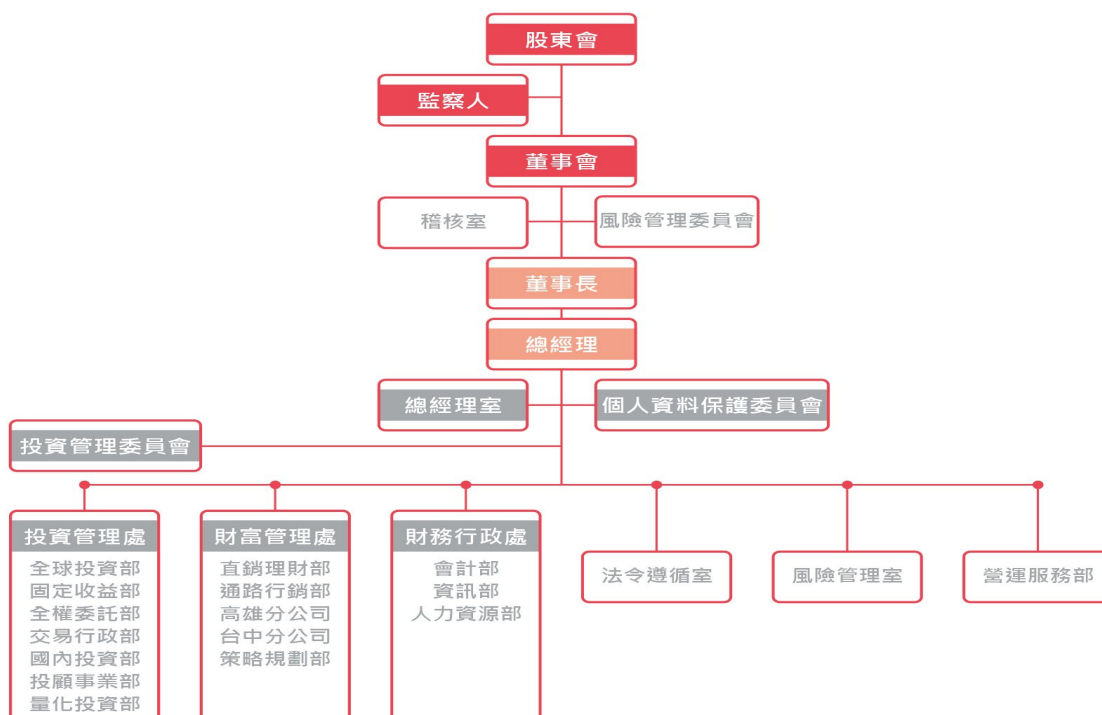 股東會
監察人
董事會
稽核室
風險管理委員會
董事長
總經理
總經理室
個人資料保護委員會
投資管理委員會
投資管理處
全球投資部
固定收益部
全權委託部
交易行政部
國內投資部
投顧事業部
量化投資部
財富管理處
直銷理財部
通路行銷部
高雄分公司
台中分公司
策略規劃部
財務行政處
會計部
資訊部
人力資源部
法令遵循室
風險管理室
營運服務部